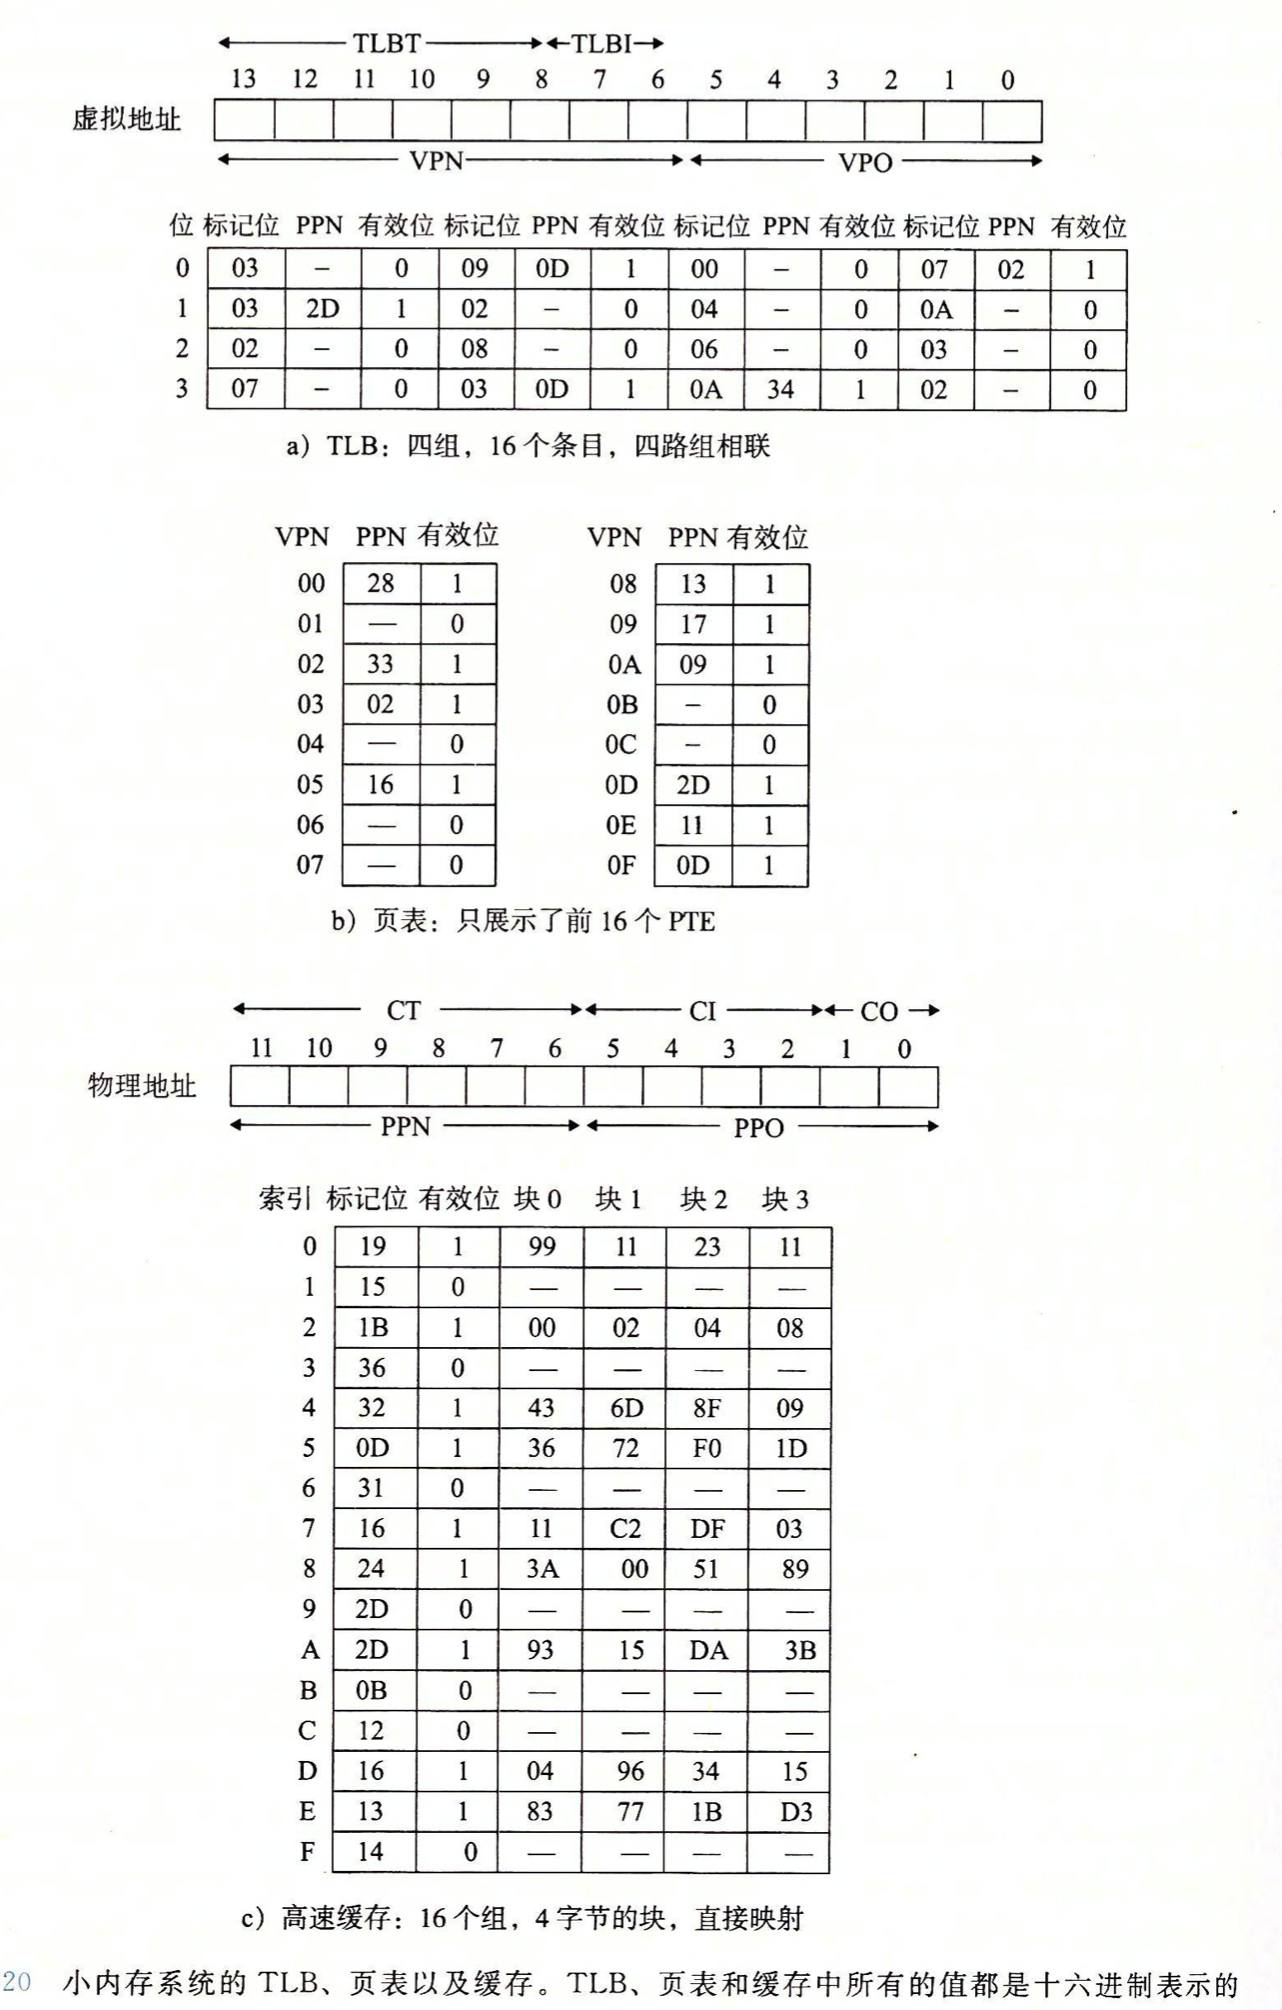 TLBT TLBI
13 12 11 10 9 8 7 6 5 4 3 2 1 0
虚拟地址
VPN VPO
位 标记位 PPN 有效位 标记位 PPN 有效位 标记位 PPN 有效位 标记位 PPN 有效位
0 03 – 0 09 0D 1 00 – 0 07 02 1
1 03 2D 1 02 – 0 04 – 0 0A – 0
2 02 – 0 08 – 0 06 – 0 03 – 0
3 07 – 0 03 0D 1 0A 34 1 02 – 0
a) TLB：四组，16个条目，四路组相联
VPN PPN 有效位 VPN PPN 有效位
00 28 1 08 13 1
01 — 0 09 17 1
02 33 1 0A 09 1
03 02 1 0B – 0
04 — 0 0C – 0
05 16 1 0D 2D 1
06 — 0 0E 11 1
07 — 0 0F 0D 1
b) 页表：只展示了前16个PTE
CT CI CO
11 10 9 8 7 6 5 4 3 2 1 0
物理地址
PPN PPO
索引 标记位 有效位 块0 块1 块2 块3
0 19 1 99 11 23 11
1 15 0 — — — —
2 1B 1 00 02 04 08
3 36 0 — — — —
4 32 1 43 6D 8F 09
5 0D 1 36 72 F0 1D
6 31 0 — — — —
7 16 1 11 C2 DF 03
8 24 1 3A 00 51 89
9 2D 0 — — — —
A 2D 1 93 15 DA 3B
B 0B 0 — — — —
C 12 0 — — — —
D 16 1 04 96 34 15
E 13 1 83 77 1B D3
F 14 0 — — — —
c) 高速缓存：16个组，4字节的块，直接映射
20 小内存系统的 TLB、页表以及缓存。TLB、页表和缓存中所有的值都是十六进制表示的